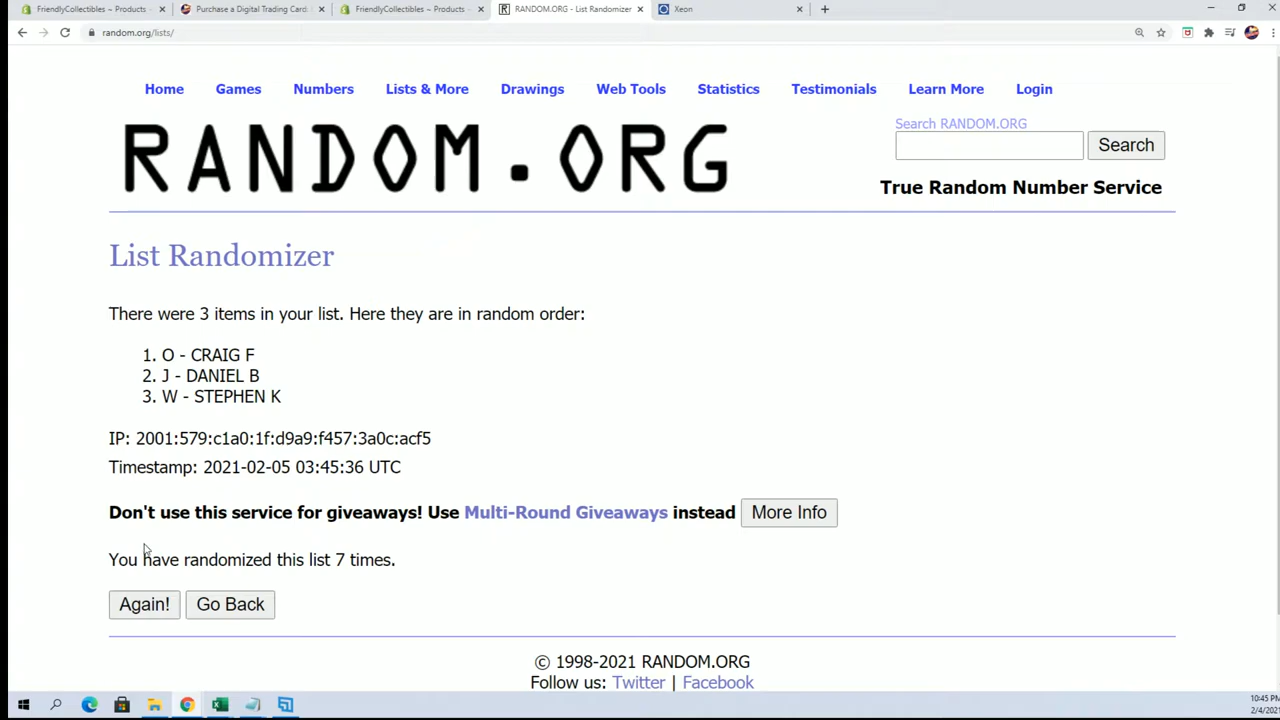 FriendlyCollectibles ~ Products
Purchase a Digital Trading Card
FriendlyCollectibles ~ Products
RANDOM.ORG - List Randomizer
Xeon
random.org/lists/
Home Games Numbers Lists & More Drawings Web Tools Statistics Testimonials Learn More Login
RANDOM.ORG
Search RANDOM.ORG
Search
True Random Number Service
List Randomizer
There were 3 items in your list. Here they are in random order:
1. O - CRAIG F
2. J - DANIEL B
3. W - STEPHEN K
IP: 2001:579:c1a0:1f:d9a9:f457:3a0c:acf5
Timestamp: 2021-02-05 03:45:36 UTC
Don't use this service for giveaways! Use Multi-Round Giveaways instead More Info
You have randomized this list 7 times.
Again! Go Back
© 1998-2021 RANDOM.ORG
Follow us: Twitter | Facebook
10:45 PM
2/4/2021